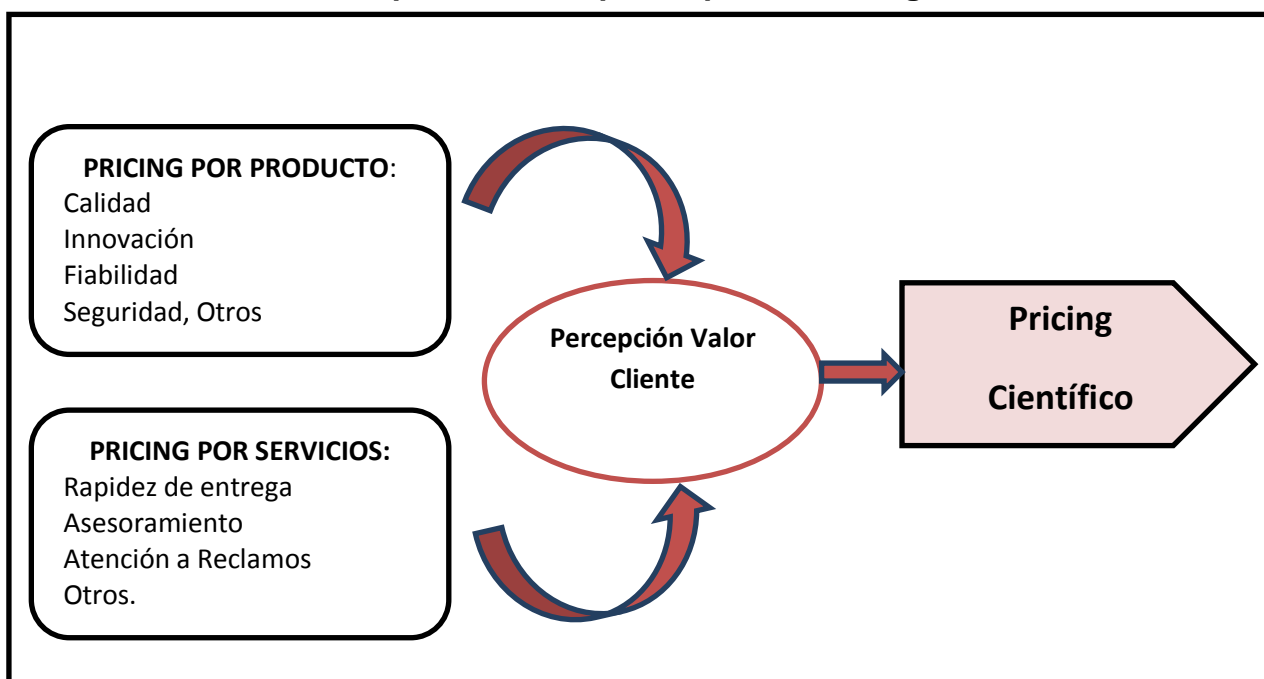 PRICING POR PRODUCTO:
Calidad
Innovación
Fiabilidad
Seguridad, Otros
PRICING POR SERVICIOS:
Rapidez de entrega
Asesoramiento
Atención a Reclamos
Otros.
Percepción Valor
Cliente
Pricing
Científico